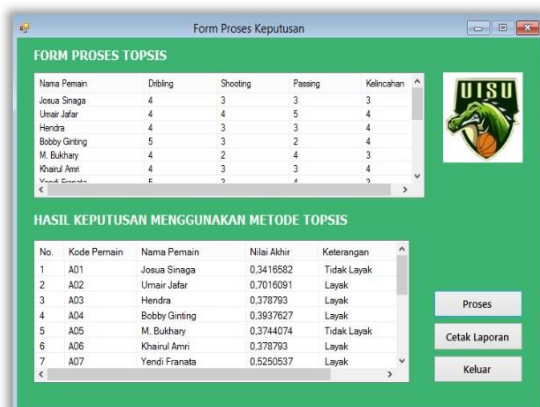 Form Proses Keputusan
FORM PROSES TOPSIS
Nama Pemain Dribling Shooting Passing Kelincahan
Josua Sinaga 4 3 3 3
Umair Jafar 4 4 5 4
Hendra 4 3 3 4
Bobby Ginting 5 3 2 4
M. Bukhary 4 2 4 3
Khairul Amri 4 3 3 4
Yendi Franata 5
UISU
HASIL KEPUTUSAN MENGGUNAKAN METODE TOPSIS
No. Kode Pemain Nama Pemain Nilai Akhir Keterangan
1 A01 Josua Sinaga 0,3416582 Tidak Layak
2 A02 Umair Jafar 0,7016091 Layak
3 A03 Hendra 0,378793 Layak
4 A04 Bobby Ginting 0,3937627 Layak
5 A05 M. Bukhary 0,3744074 Tidak Layak
6 A06 Khairul Amri 0,378793 Layak
7 A07 Yendi Franata 0,5250537 Layak
Proses
Cetak Laporan
Keluar